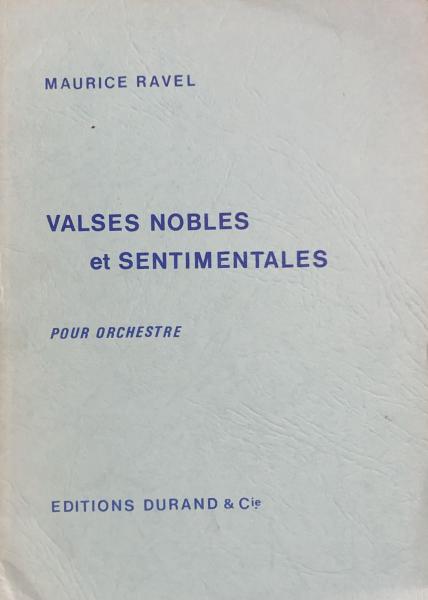 MAURICE RAVEL
VALSES NOBLES
et SENTIMENTALES
POUR ORCHESTRE
EDITIONS DURAND & Cie